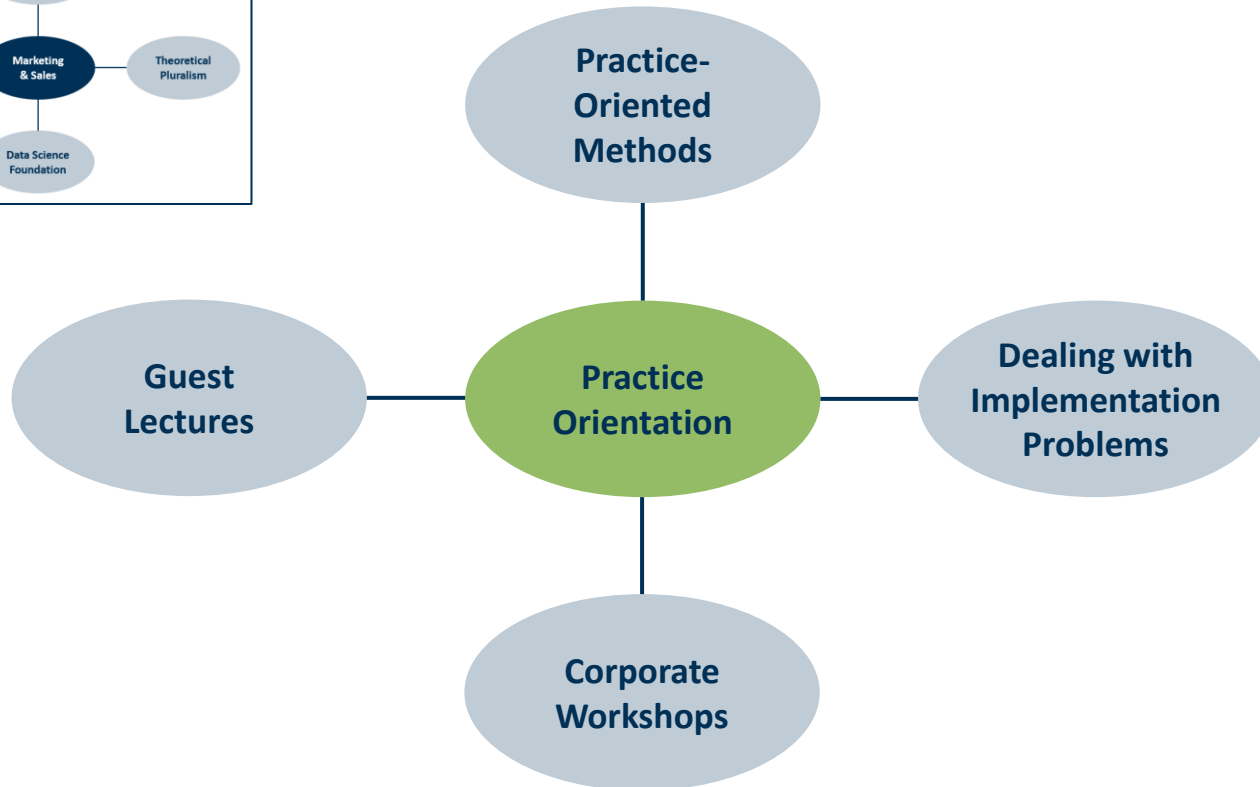 Marketing
& Sales
Theoretical
Pluralism
Data Science
Foundation
Practice-
Oriented
Methods
Guest
Lectures
Practice
Orientation
Dealing with
Implementation
Problems
Corporate
Workshops